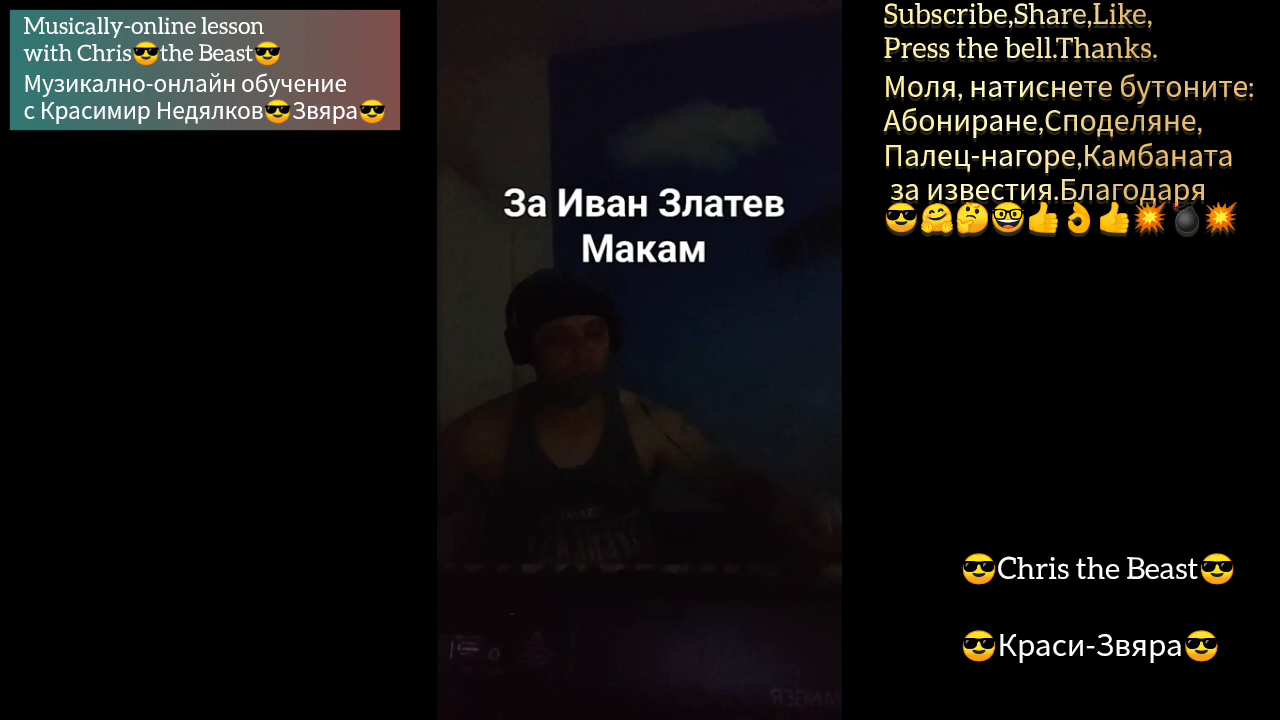 Musically-online lesson
with Chris😎the Beast😎
Музикално-онлайн обучение
с Красимир Недялков😎Звяра😎
За Иван Златев
Макам
Subscribe,Share,Like,
Press the bell.Thanks.
Моля, натиснете бутоните:
Абониране,Споделяне,
Палец-нагоре,Камбаната
за известия.Благодаря
😎🤗🤔🤓👍👌👍💥💣💥
😎Chris the Beast😎
😎Краси-Звяра😎